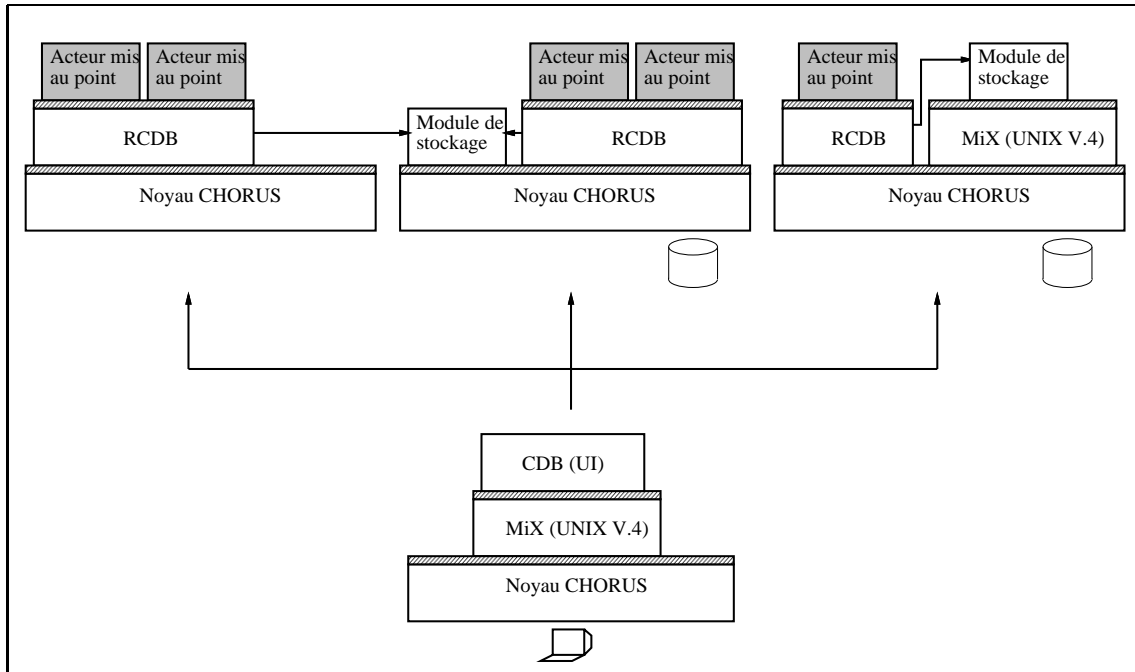 Acteur mis
au point
Acteur mis
au point
RCDB
Noyau CHORUS
Module de
stockage
Acteur mis
au point
Acteur mis
au point
RCDB
Noyau CHORUS
Acteur mis
au point
RCDB
Module de
stockage
MiX (UNIX V.4)
Noyau CHORUS
CDB (UI)
MiX (UNIX V.4)
Noyau CHORUS